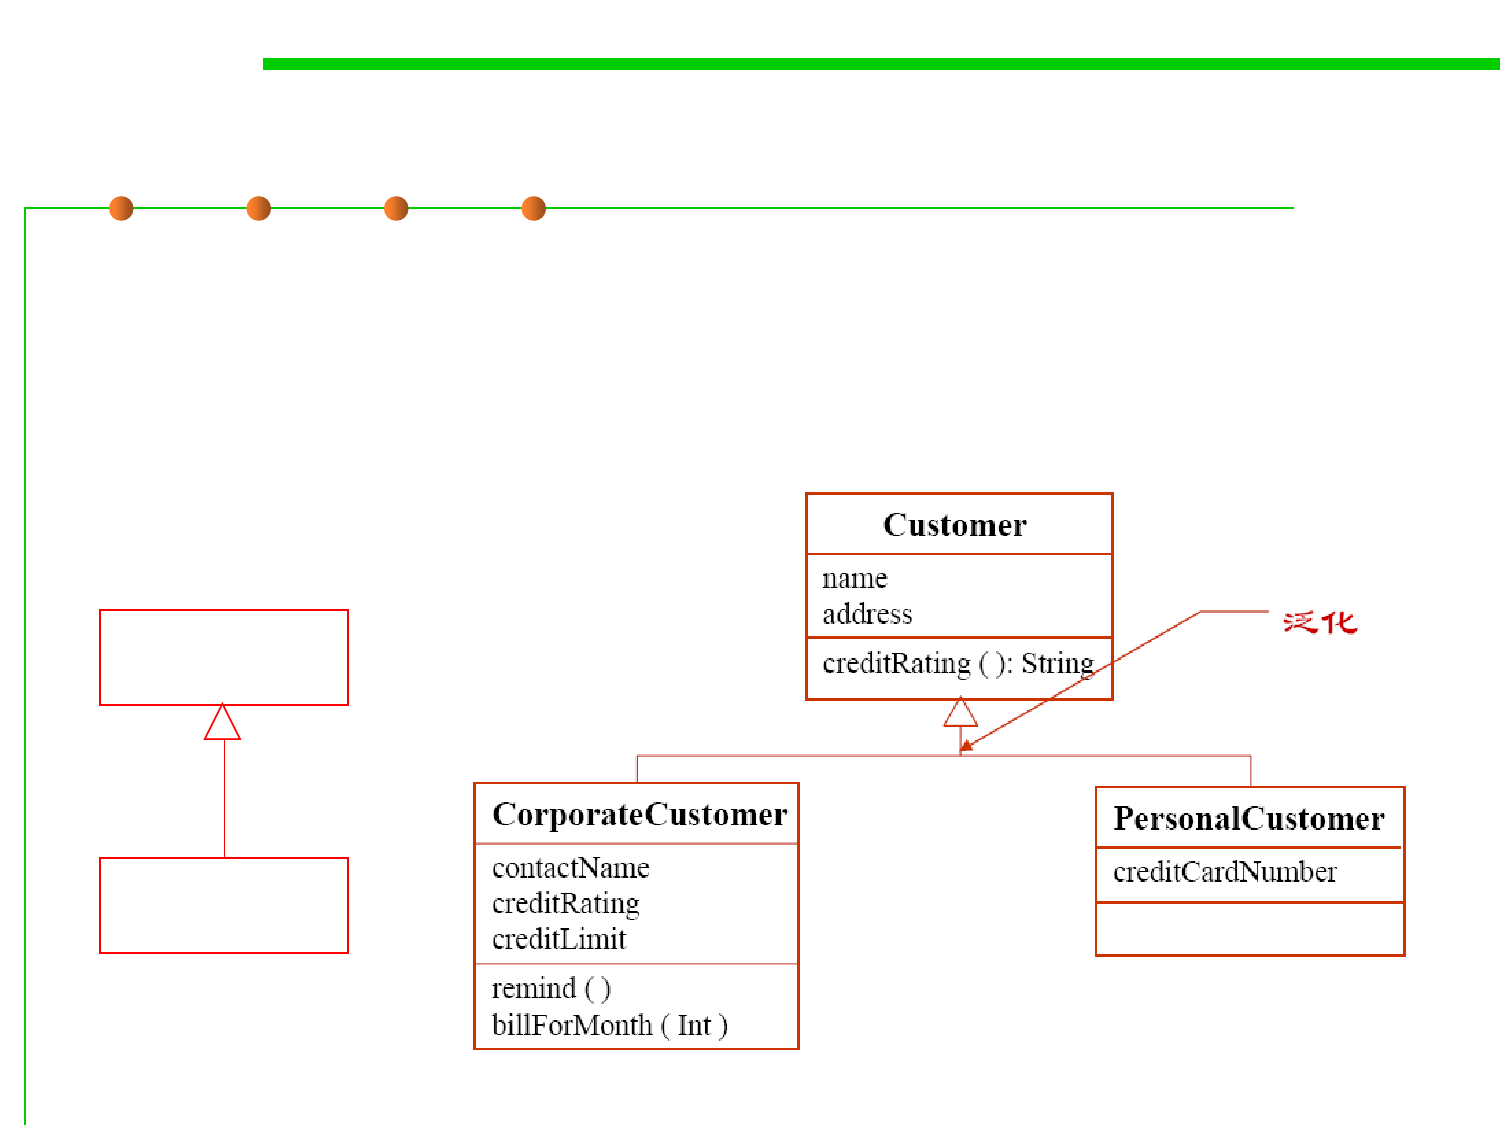 Customer
name
address
creditRating ( ): String
泛化
CorporateCustomer
contactName
creditRating
creditLimit
remind ( )
billForMonth ( Int )
PersonalCustomer
creditCardNumber